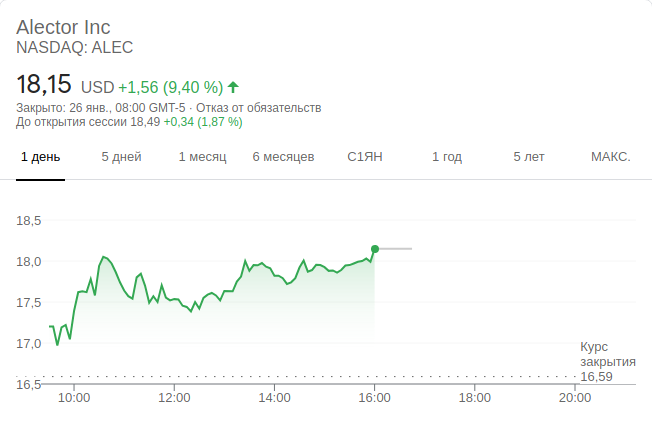 Alector Inc
NASDAQ: ALEC
18,15 USD +1,56 (9,40 %)
Закрыто: 26 янв., 08:00 GMT-5 · Отказ от обязательств
До открытия сессии 18,49 +0,34 (1,87 %)
1 день 5 дней 1 месяц 6 месяцев С1ЯН 1 год 5 лет МАКС.
18,5
18,0
17,5
17,0
Курс
закрытия
16,59
16,5
10:00 12:00 14:00 16:00 18:00 20:00